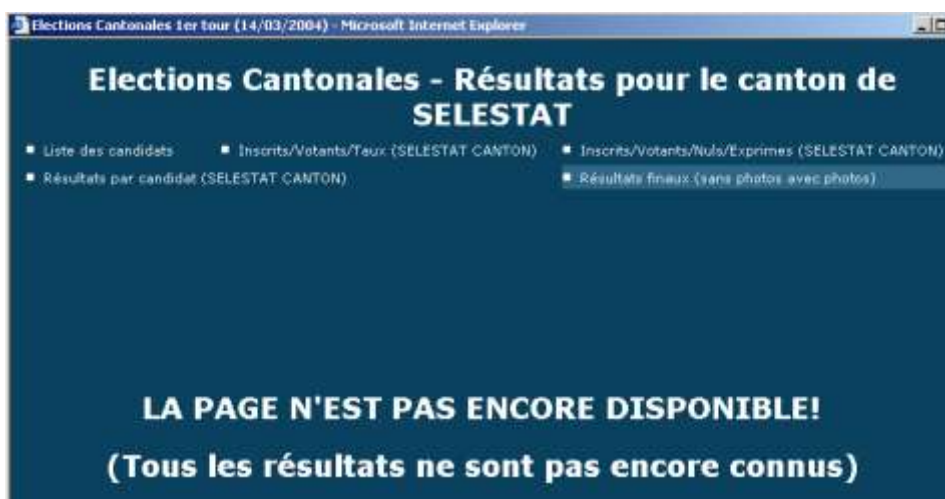 Elections Cantonales 1er tour (14/03/2004) - Microsoft Internet Explorer
Elections Cantonales - Résultats pour le canton de
SELESTAT
Liste des candidats
Inscrits/Votants/Taux (SELESTAT CANTON)
Inscrits/Votants/Nuls/Exprimes (SELESTAT CANTON)
Résultats par candidat (SELESTAT CANTON)
Résultats finaux (sans photos avec photos)
LA PAGE N'EST PAS ENCORE DISPONIBLE!
(Tous les résultats ne sont pas encore connus)